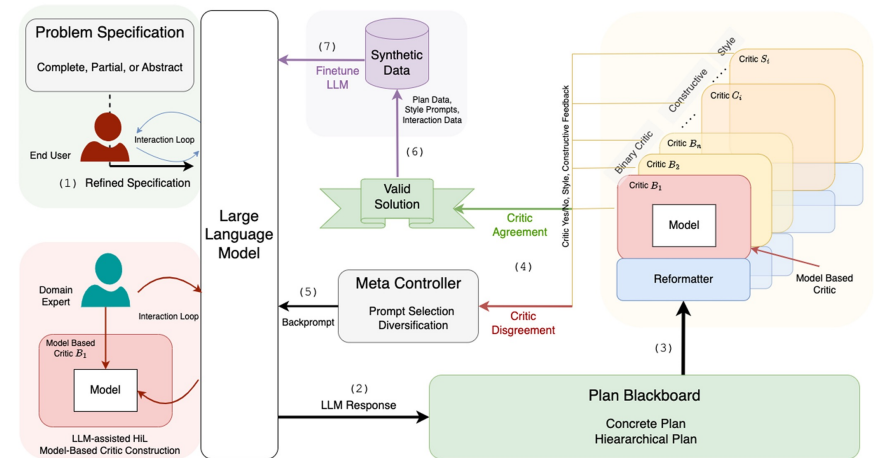 Problem Specification
Complete, Partial, or Abstract
End User
Interaction Loop
(1) Refined Specification
Domain
Expert
Interaction Loop
Model Based
Critic B1
Model
LLM-assisted HiL
Model-Based Critic Construction
Large
Language
Model
(7)
Finetune
LLM
Synthetic
Data
Plan Data,
Style Prompts,
Interaction Data
(6)
Valid
Solution
Critic
Agreement
(4)
(5)
Backprompt
Meta Controller
Prompt Selection
Diversification
Critic
Disgreement
Critic Yes/No, Style, Constructive Feedback
Binary Critic
Constructive
Style
Critic Si
Critic Ci
Critic Bn
Critic B2
Critic B1
Model
Reformatter
Model Based
Critic
(3)
(2)
LLM Response
Plan Blackboard
Concrete Plan
Hieararchical Plan